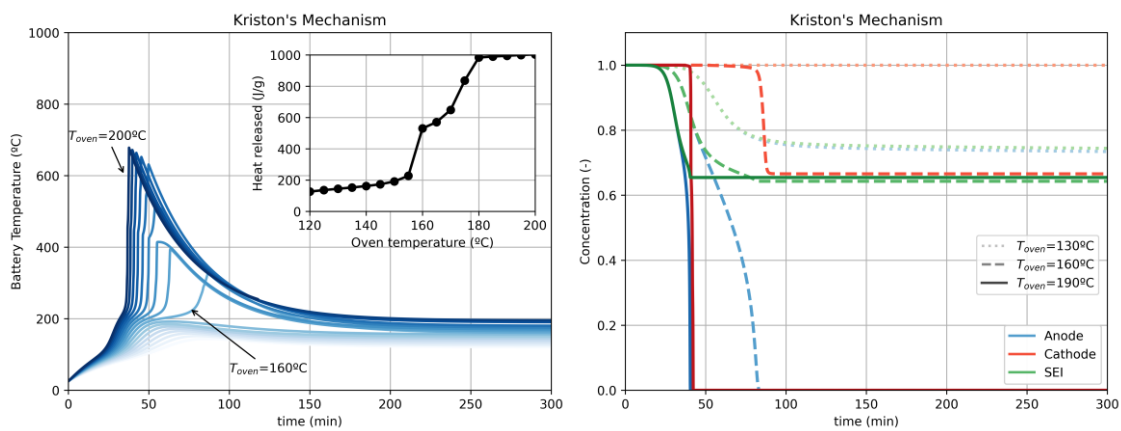 Kriston's Mechanism
Battery Temperature (ºC)
1000
800
600
400
200
0
0 50 100 150 200 250 300
time (min)
T_oven=200ºC
T_oven=160ºC
Heat released (J/g)
1000
800
600
400
200
0
120 140 160 180 200
Oven temperature (ºC)
Kriston's Mechanism
Concentration (-)
1.0
0.8
0.6
0.4
0.2
0.0
0 50 100 150 200 250 300
time (min)
T_oven=130ºC
T_oven=160ºC
T_oven=190ºC
Anode
Cathode
SEI